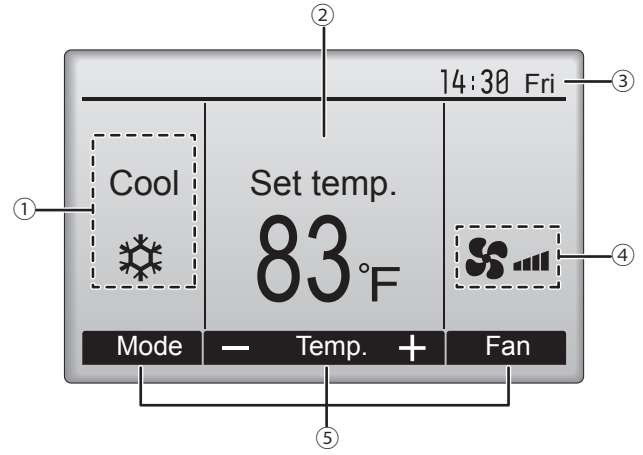 ②
14:30 Fri
③
Cool
Set temp.
①
83°F
④
Mode − Temp. + Fan
⑤